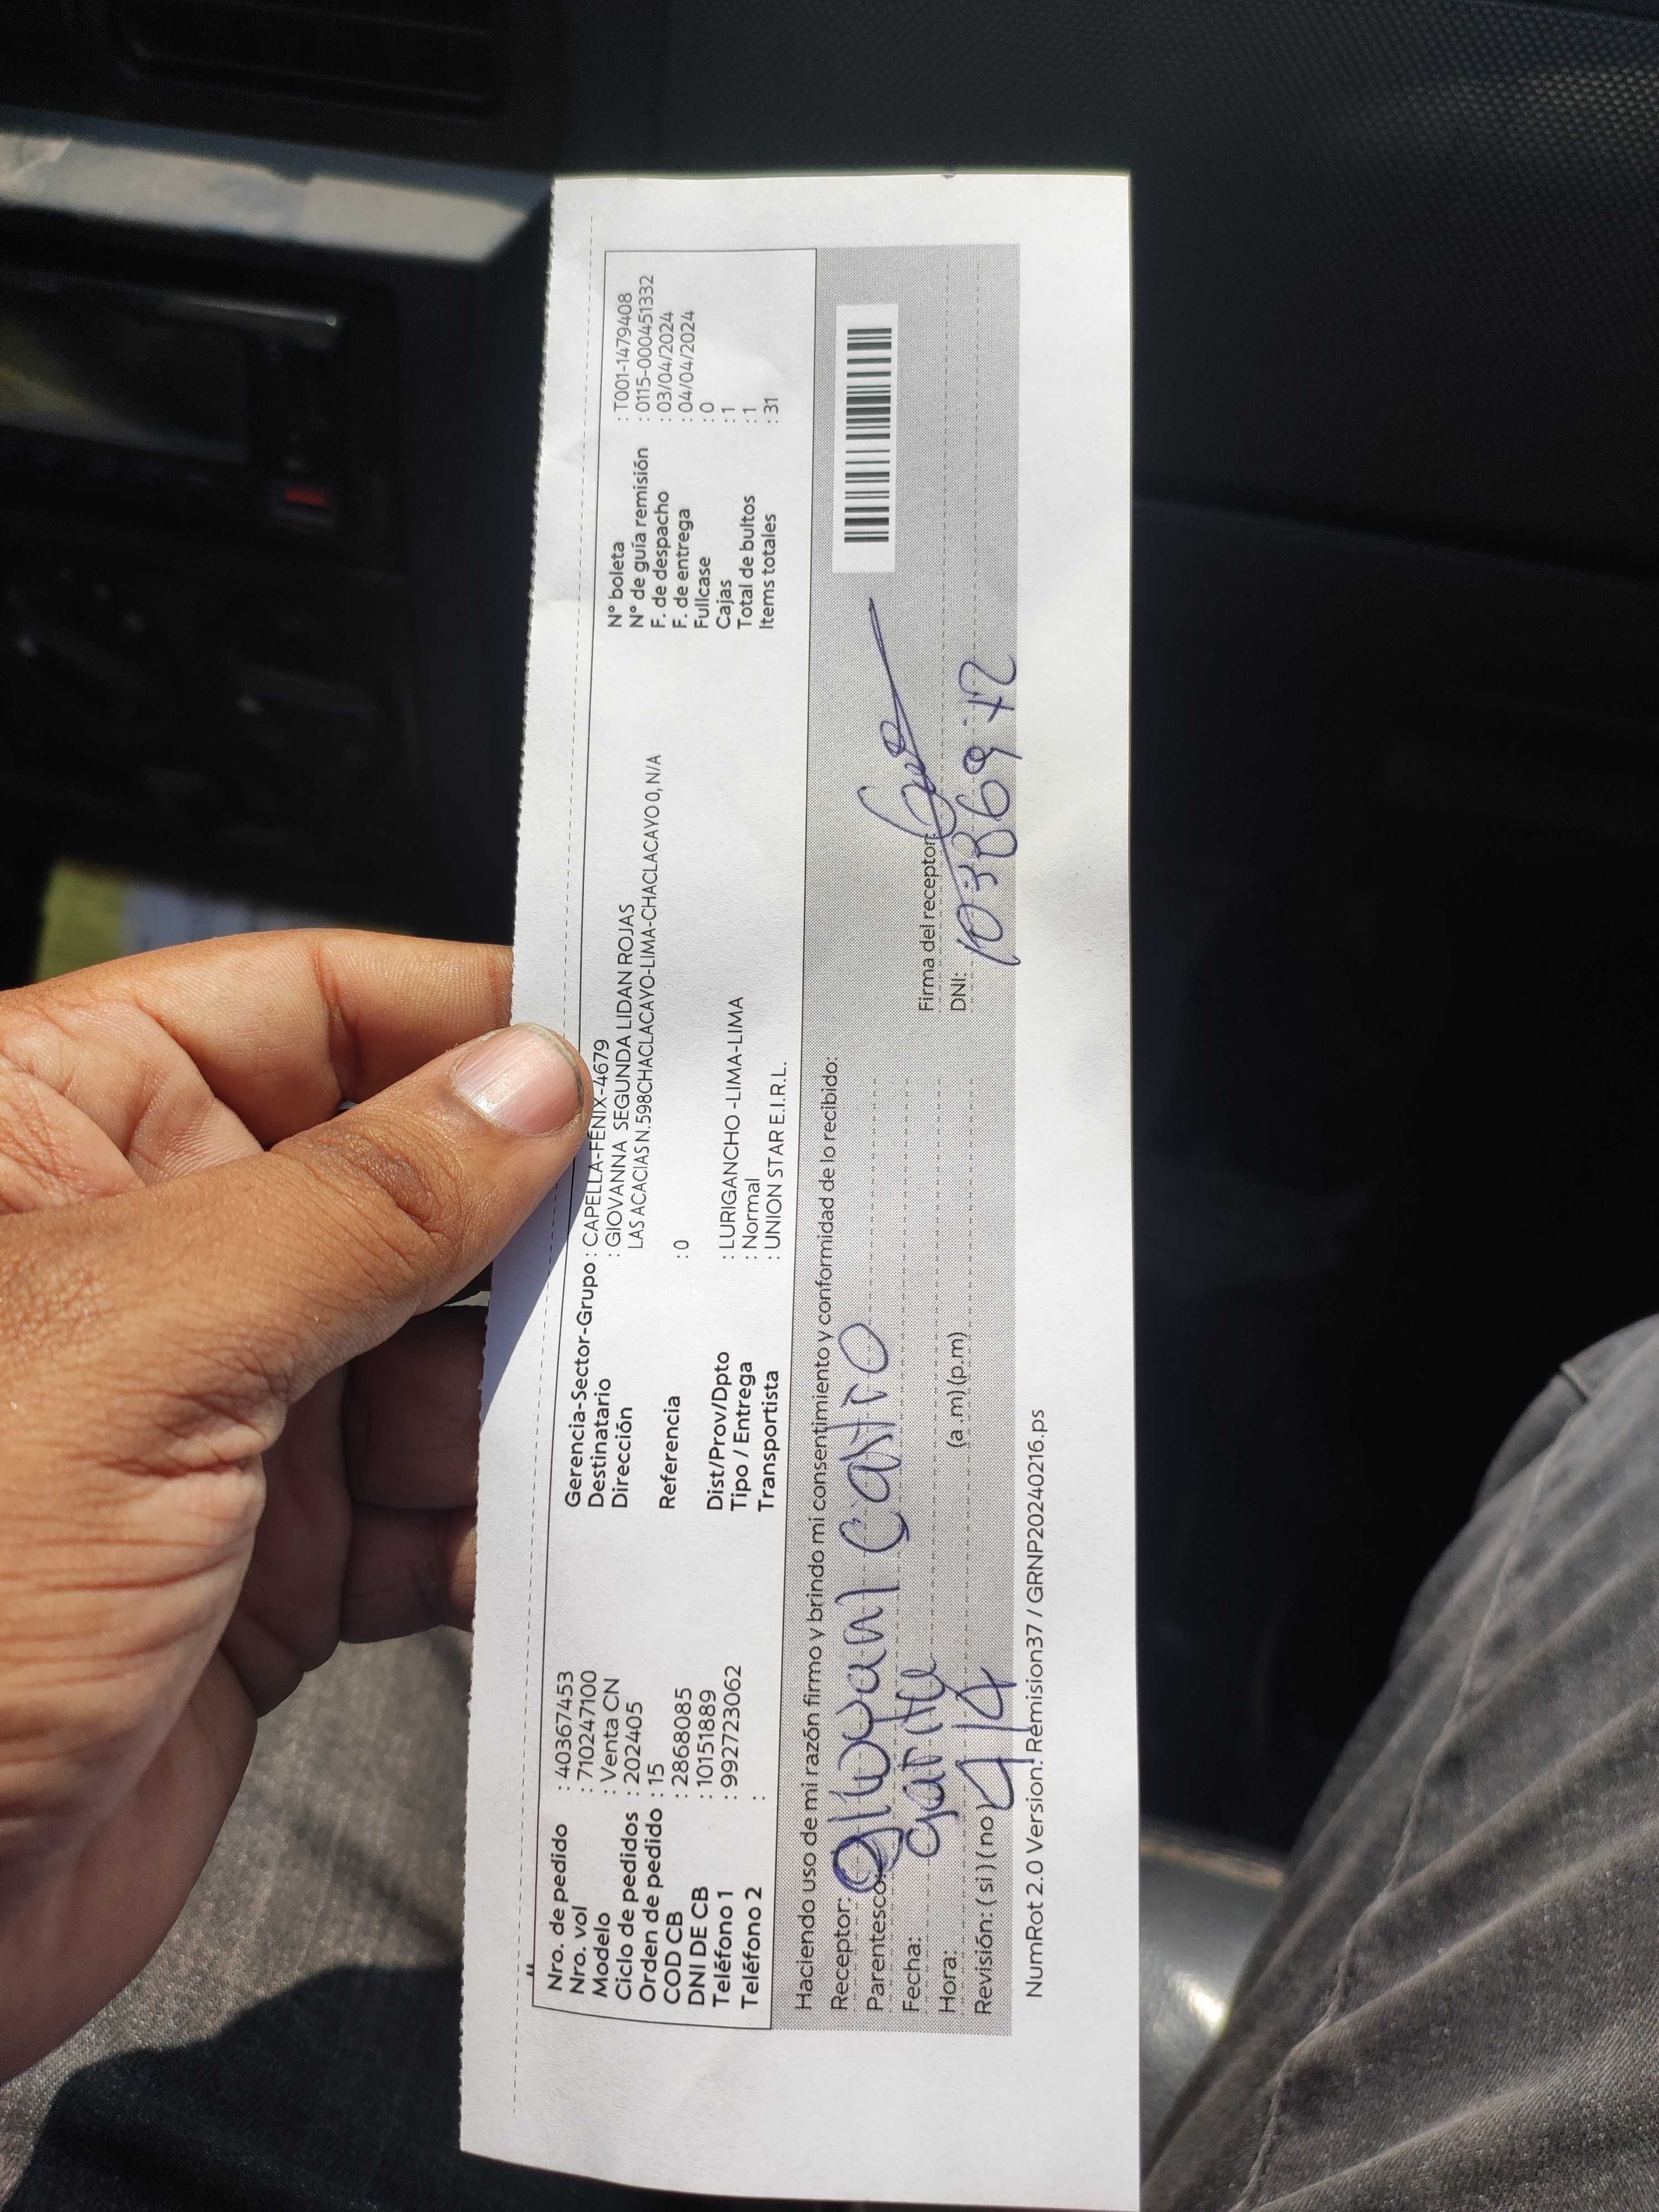 Nro. de pedido : 40367453
Nro. vol : 710247100
Modelo : Venta CN
Ciclo de pedidos : 202405
Orden de pedido : 15
COD CB : 2868085
DNI DE CB : 10151889
Teléfono 1 : 992723062
Teléfono 2 :
Gerencia-Sector-Grupo : CAPELLA-FENIX-4679
Destinatario : GIOVANNA SEGUNDA LIDAN ROJAS
Dirección LAS ACACIAS N.598CHACLACAYO-LIMA-CHACLACAYO 0, N/A
Referencia : 0
Dist/Prov/Dpto : LURIGANCHO -LIMA-LIMA
Tipo / Entrega : Normal
Transportista : UNION STAR E.I.R.L.
N° boleta : T001-1479408
N° de guía remisión : 0115-000451332
F. de despacho : 03/04/2024
F. de entrega : 04/04/2024
Fullcase : 0
Cajas : 1
Total de bultos : 1
Items totales : 31
Haciendo uso de mi razón firmo y brindo mi consentimiento y conformidad de lo recibido:
Receptor: giovani Castro
Parentesco:
Fecha:
Hora: (a .m) (p.m)
Revisión: ( si ) ( no ) 4/4
Firma del receptor:
DNI: 10386972
NumRot 2.0 Version: Remision37 / GRNP20240216.ps